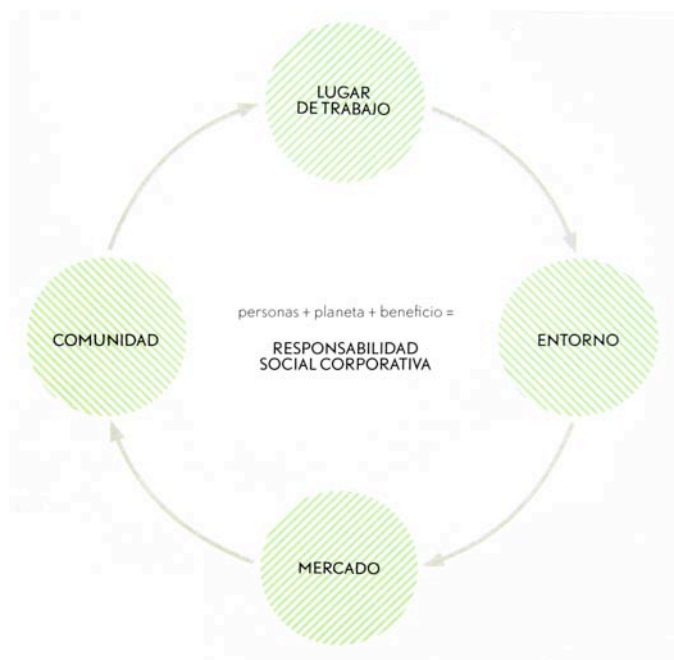 LUGAR
DE TRABAJO
personas + planeta + beneficio =
COMUNIDAD
ENTORNO
RESPONSABILIDAD
SOCIAL CORPORATIVA
MERCADO